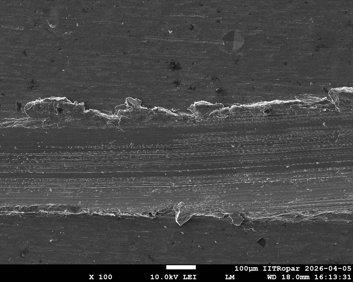 100μm IITRopar 2026-04-05
X 100 10.0kV LEI LM WD 18.0mm 16:13:31